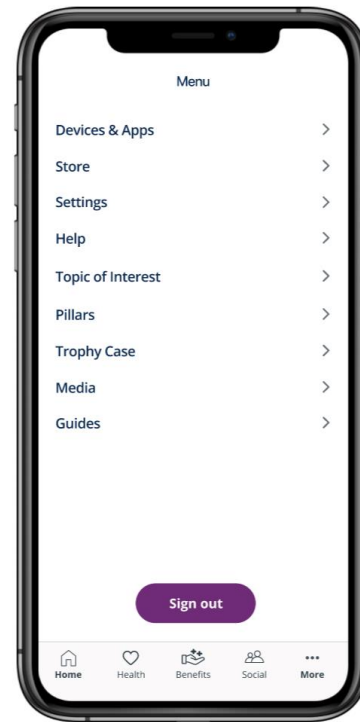 Menu
Devices & Apps
Store
Settings
Help
Topic of Interest
Pillars
Trophy Case
Media
Guides
Sign out
Home Health Benefits Social More